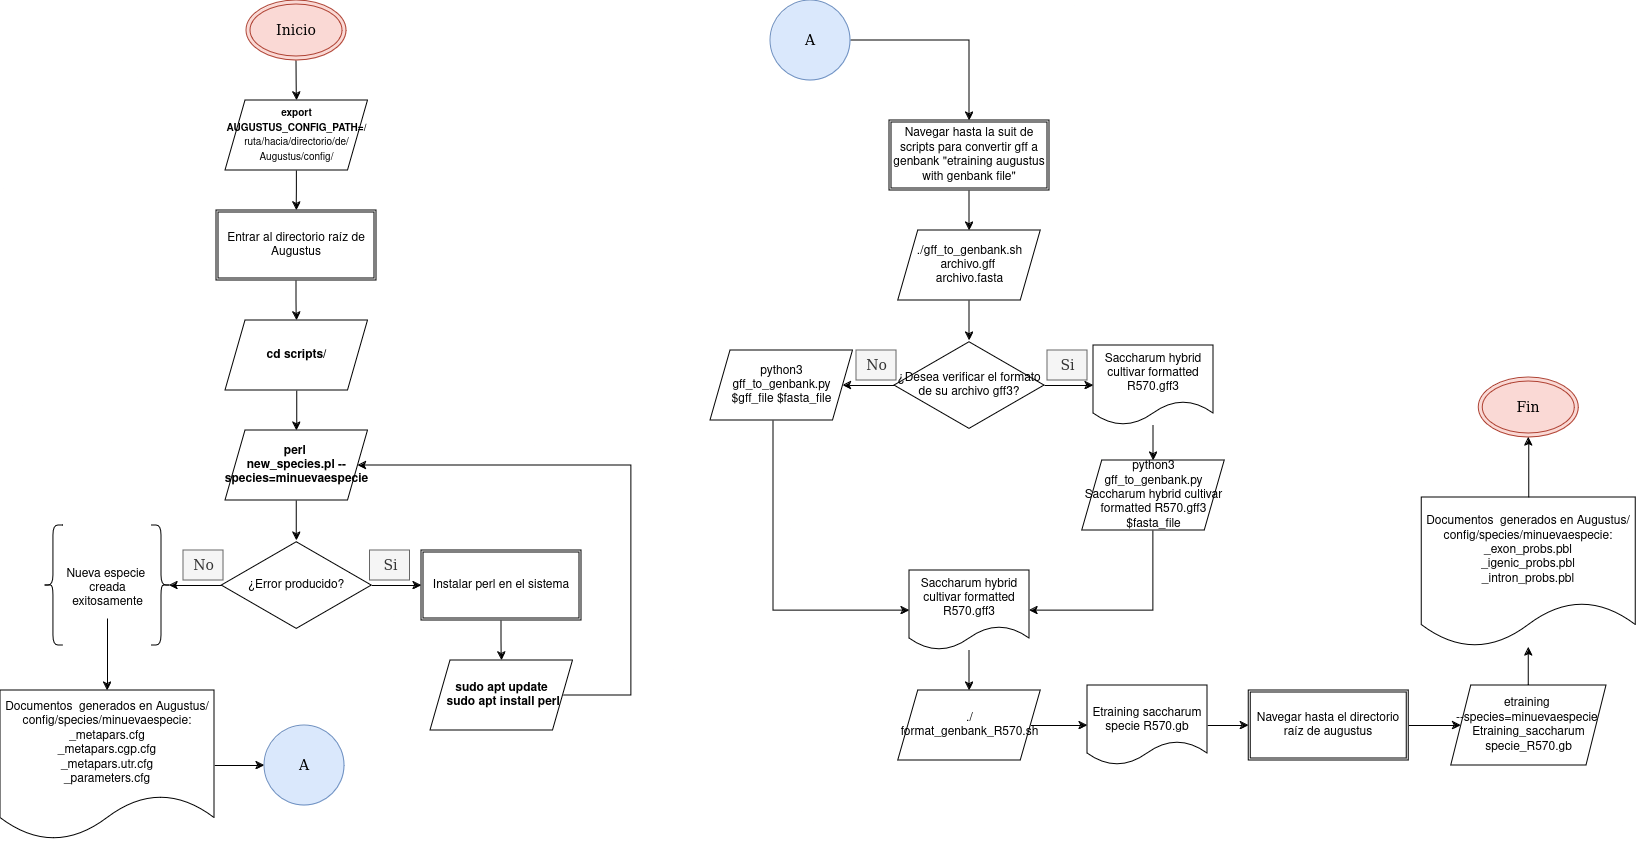 Inicio
export
AUGUSTUS_CONFIG_PATH=/
ruta/hacia/directorio/de/
Augustus/config/
Entrar al directorio raíz de
Augustus
cd scripts/
perl
new_species.pl --
species=minuevaespecie
¿Error producido?
No
Si
Nueva especie
creada
exitosamente
Instalar perl en el sistema
sudo apt update
sudo apt install perl
Documentos  generados en Augustus/
config/species/minuevaespecie:
_metapars.cfg
_metapars.cgp.cfg
_metapars.utr.cfg
_parameters.cfg
A
A
Navegar hasta la suit de
scripts para convertir gff a
genbank "etraining augustus
with genbank file"
./gff_to_genbank.sh
archivo.gff
archivo.fasta
¿Desea verificar el formato
de su archivo gff3?
No
Si
python3
gff_to_genbank.py
$gff_file $fasta_file
Saccharum hybrid
cultivar formatted
R570.gff3
python3
gff_to_genbank.py
Saccharum hybrid cultivar
formatted R570.gff3
$fasta_file
Saccharum hybrid
cultivar formatted
R570.gff3
./
format_genbank_R570.sh
Etraining saccharum
specie R570.gb
Navegar hasta el directorio
raíz de augustus
etraining
--species=minuevaespecie
Etraining_saccharum
specie_R570.gb
Documentos  generados en Augustus/
config/species/minuevaespecie:
_exon_probs.pbl
_igenic_probs.pbl
_intron_probs.pbl
Fin